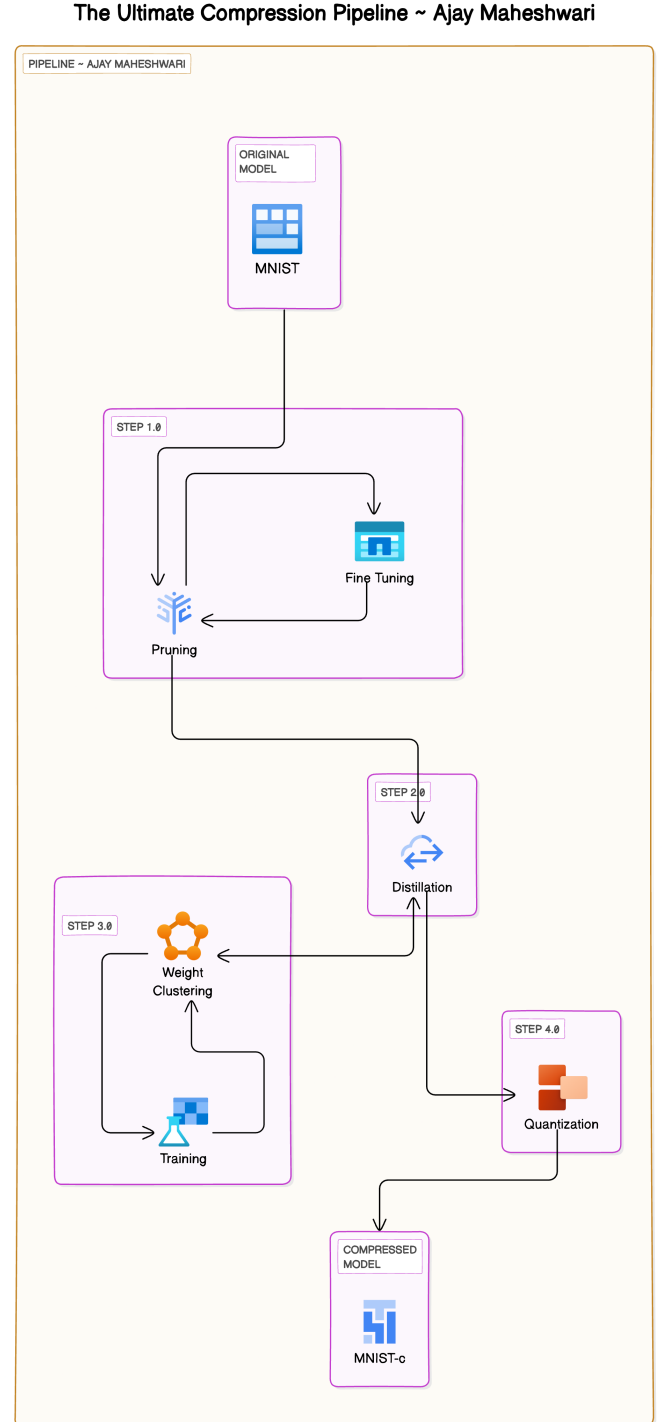 The Ultimate Compression Pipeline ~ Ajay Maheshwari
PIPELINE ~ AJAY MAHESHWARI
ORIGINAL
MODEL
MNIST
STEP 1.0
Fine Tuning
Pruning
STEP 2.0
Distillation
STEP 3.0
Weight
Clustering
Training
STEP 4.0
Quantization
COMPRESSED
MODEL
MNIST-c